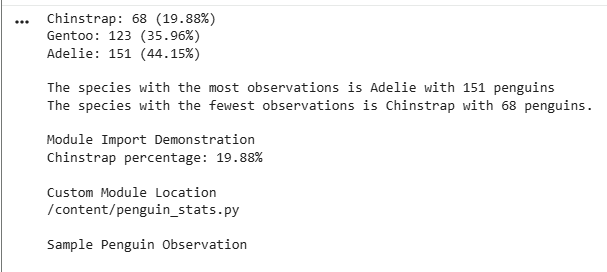 ... Chinstrap: 68 (19.88%)
Gentoo: 123 (35.96%)
Adelie: 151 (44.15%)
The species with the most observations is Adelie with 151 penguins
The species with the fewest observations is Chinstrap with 68 penguins.
Module Import Demonstration
Chinstrap percentage: 19.88%
Custom Module Location
/content/penguin_stats.py
Sample Penguin Observation